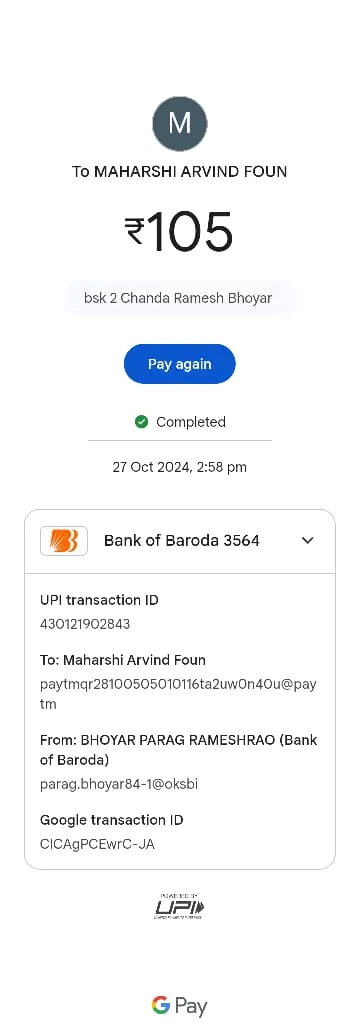 M
To MAHARSHI ARVIND FOUN
₹105
bsk 2 Chanda Ramesh Bhoyar
Pay again
Completed
27 Oct 2024, 2:58 pm
Bank of Baroda 3564
UPI transaction ID
430121902843
To: Maharshi Arvind Foun
paytmqr28100505010116ta2uw0n40u@pay
tm
From: BHOYAR PARAG RAMESHRAO (Bank
of Baroda)
parag.bhoyar84-1@oksbi
Google transaction ID
CICAgPCEwrC-JA
POWERED BY
UPI
G Pay